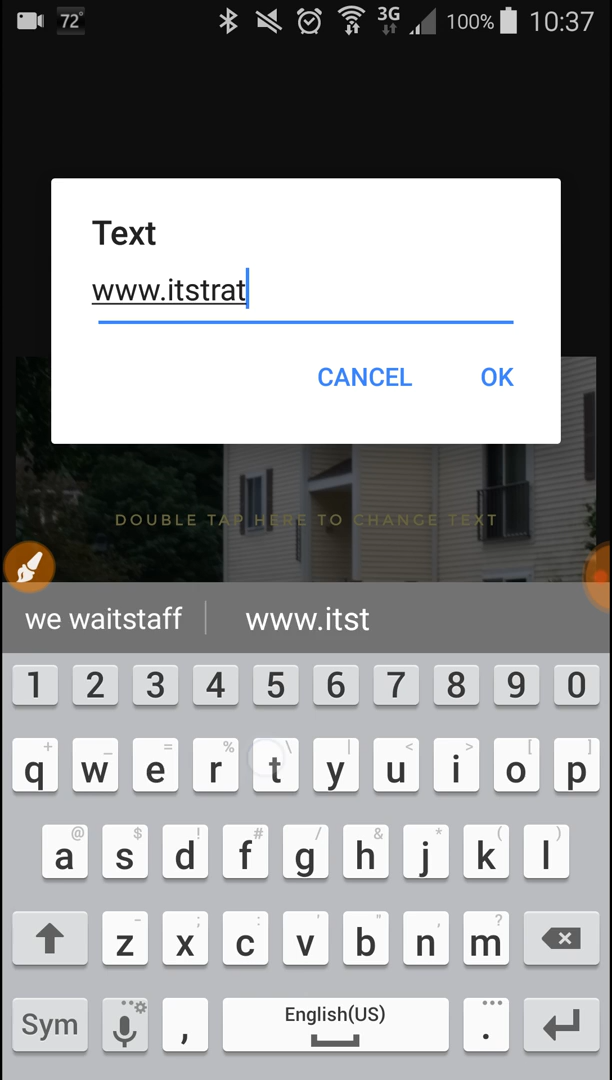 72° 3G 100% 10:37
Text
www.itstrat
CANCEL OK
DOUBLE TAP HERE TO CHANGE TEXT
we waitstaff www.itst
1 2 3 4 5 6 7 8 9 0
+ _ = % \ | < > [ ]
q w e r t y u i o p
@ $ ! # / & * ( )
a s d f g h j k l
- ; : ' " , ?
z x c v b n m
Sym , English(US) .